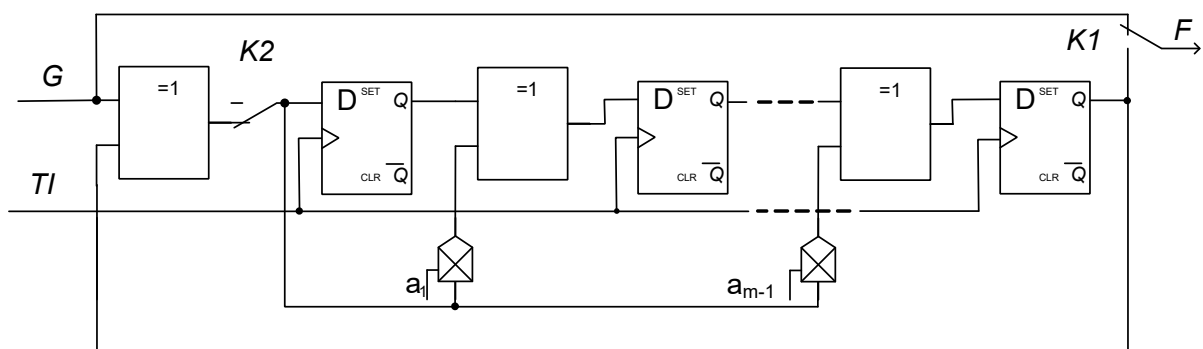 K2
K1
F
G
=1
D SET Q
Q
CLR
=1
D SET Q
Q
CLR
=1
D SET Q
Q
CLR
TI
a1
am-1